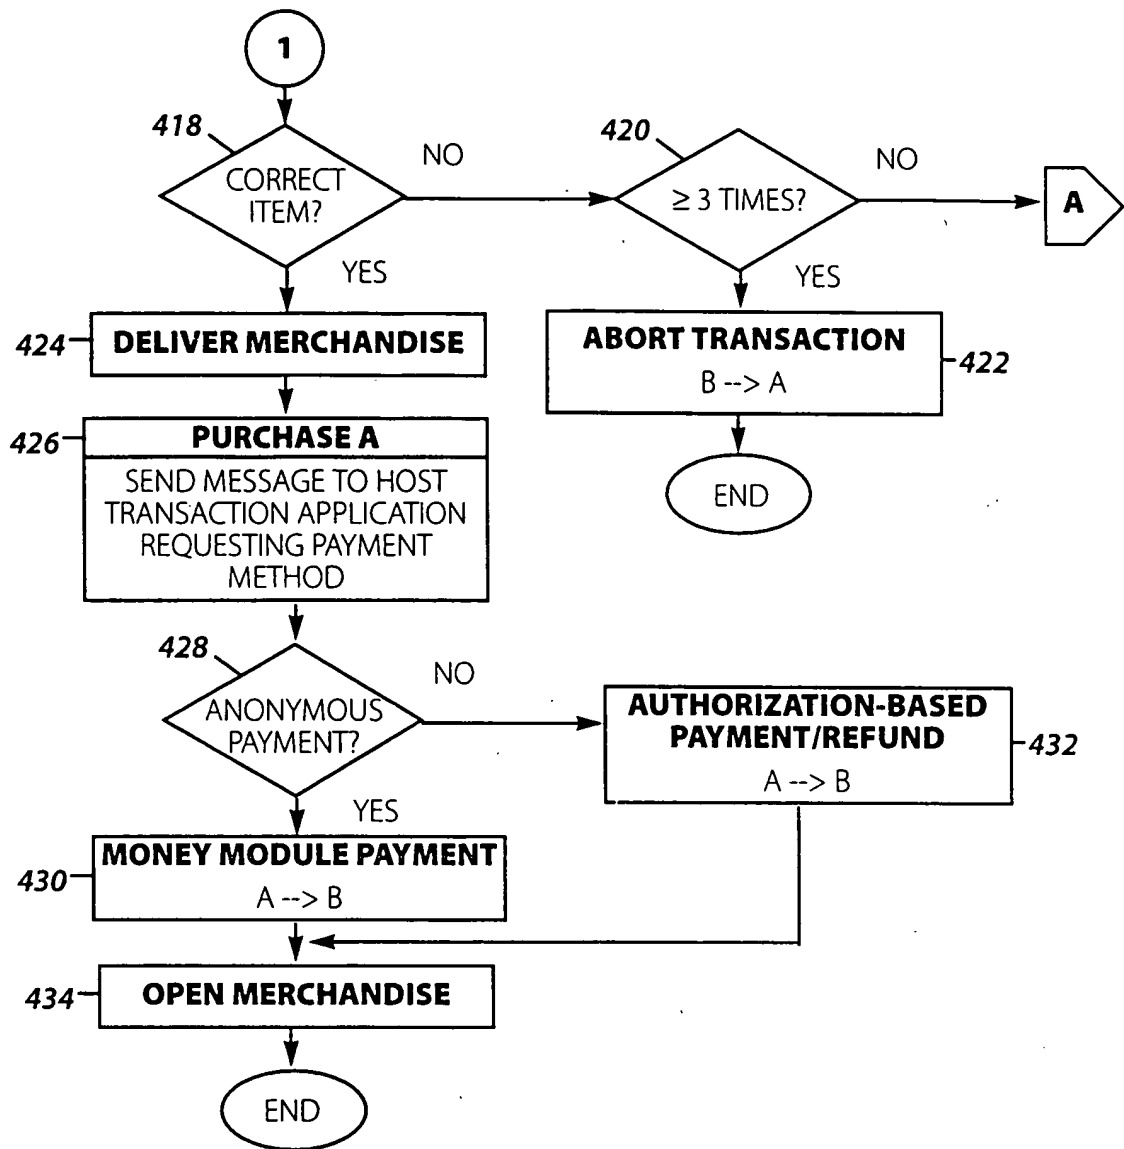 1
418
CORRECT
ITEM?
NO
YES
420
≥ 3 TIMES?
NO
A
YES
424
DELIVER MERCHANDISE
ABORT TRANSACTION
B --> A
422
END
426
PURCHASE A
SEND MESSAGE TO HOST
TRANSACTION APPLICATION
REQUESTING PAYMENT
METHOD
428
ANONYMOUS
PAYMENT?
NO
YES
AUTHORIZATION-BASED
PAYMENT/REFUND
A --> B
432
430
MONEY MODULE PAYMENT
A --> B
434
OPEN MERCHANDISE
END